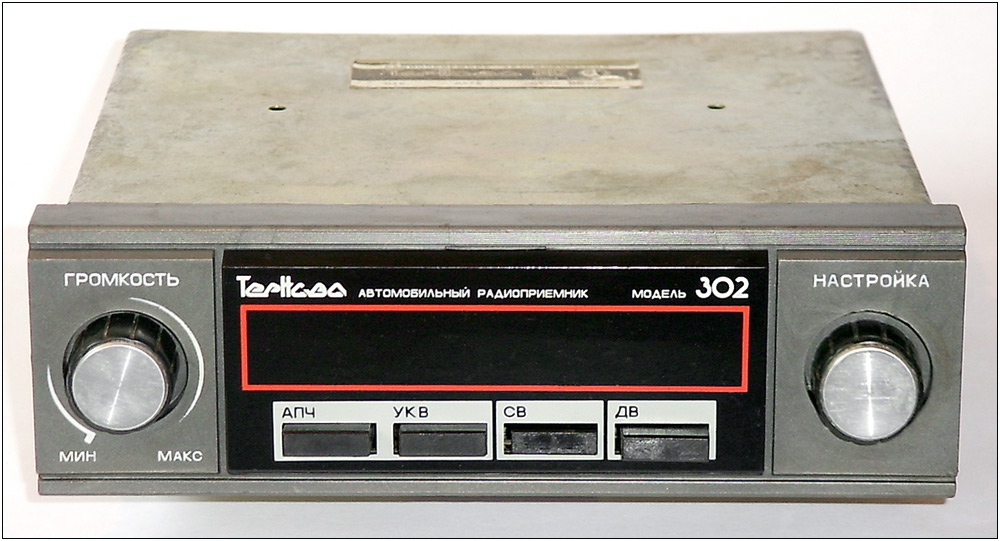 ГРОМКОСТЬ
МИН МАКС
ТерНава АВТОМОБИЛЬНЫЙ РАДИОПРИЕМНИК МОДЕЛЬ 302
АПЧ УКВ СВ ДВ
НАСТРОЙКА